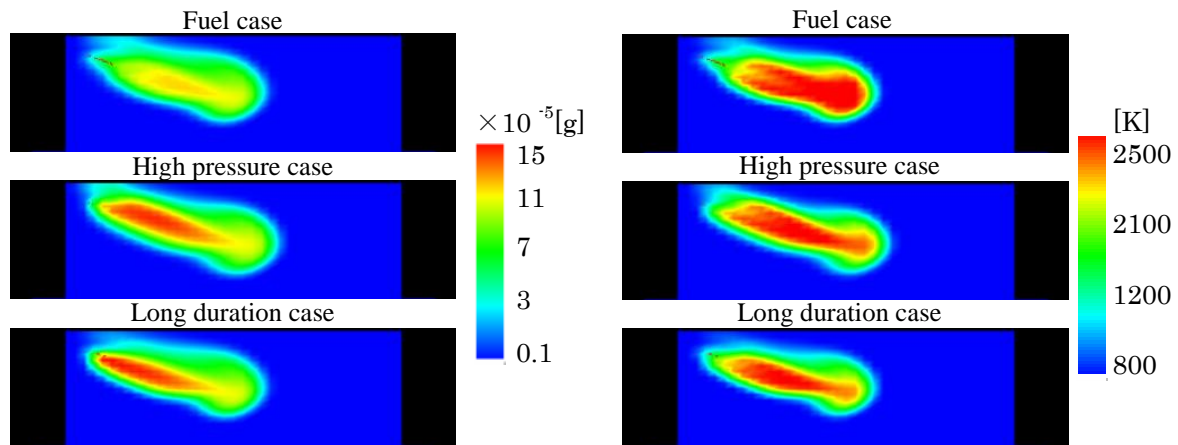 Fuel case
High pressure case
Long duration case
×10 -5[g]
15
11
7
3
0.1
Fuel case
High pressure case
Long duration case
[K]
2500
2100
1200
800